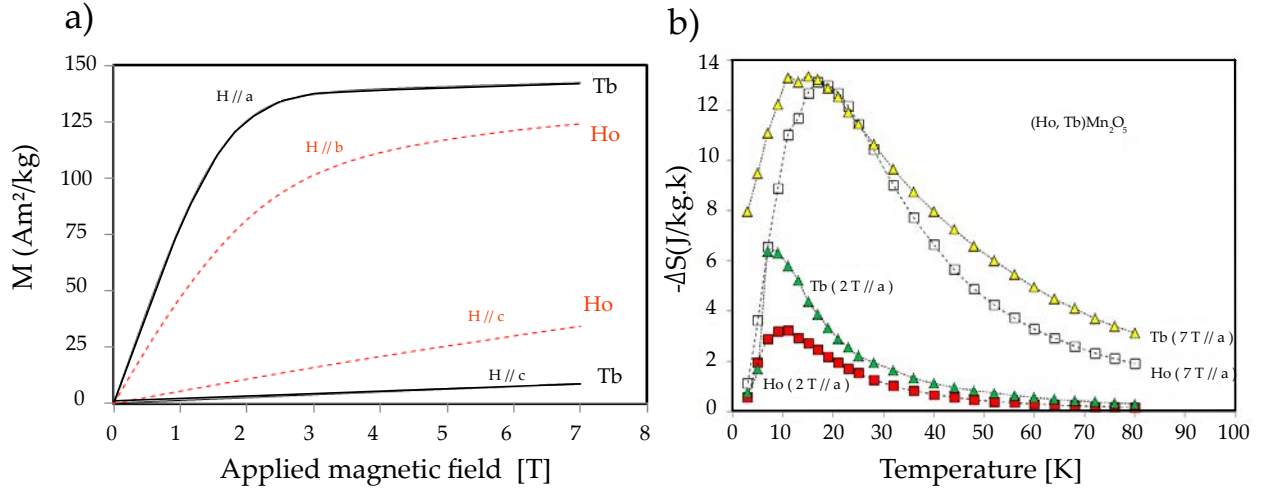 a)
M (Am²/kg)
150
125
100
75
50
25
0
0 1 2 3 4 5 6 7 8
Applied magnetic field [T]
H // a
Tb
H//b
Ho
H // c
Ho
H//c
Tb
b)
-ΔS(J/kg.k)
14
12
10
8
6
4
2
0
0 10 20 30 40 50 60 70 80 90 100
Temperature [K]
(Ho, Tb)Mn₂O₅
Tb ( 2 T // a )
Ho ( 2 T // a )
Tb ( 7 T // a )
Ho ( 7 T // a )